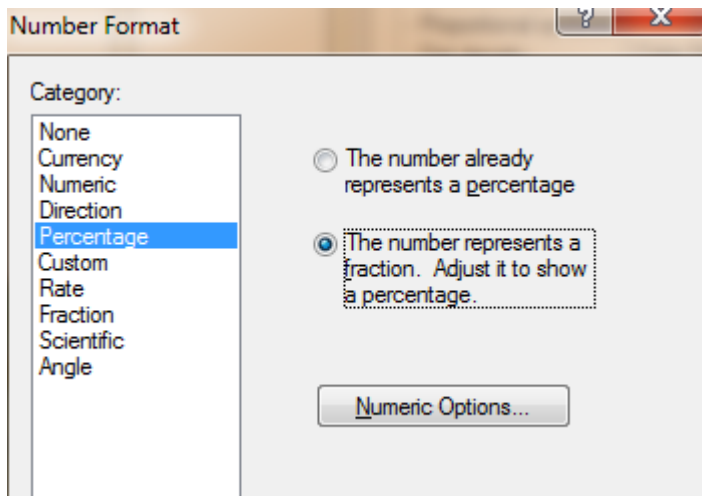 Number Format
?
X
Category:
None
Currency
Numeric
Direction
Percentage
Custom
Rate
Fraction
Scientific
Angle
The number already
represents a percentage
The number represents a
fraction.  Adjust it to show
a percentage.
Numeric Options...